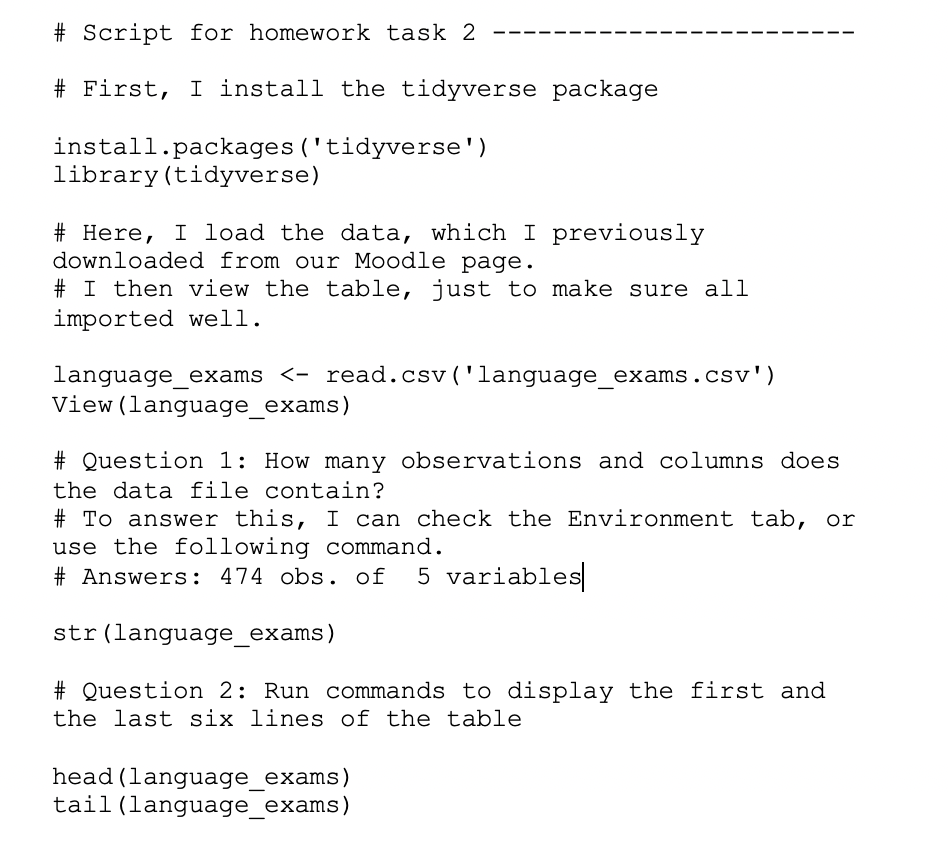 # Script for homework task 2 ------------------------
# First, I install the tidyverse package
install.packages('tidyverse')
library(tidyverse)
# Here, I load the data, which I previously
downloaded from our Moodle page.
# I then view the table, just to make sure all
imported well.
language_exams <- read.csv('language_exams.csv')
View(language_exams)
# Question 1: How many observations and columns does
the data file contain?
# To answer this, I can check the Environment tab, or
use the following command.
# Answers: 474 obs. of  5 variables
str(language_exams)
# Question 2: Run commands to display the first and
the last six lines of the table
head(language_exams)
tail(language_exams)